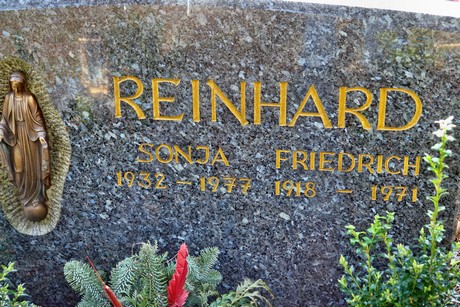 REINHARD
SONJA FRIEDRICH
1932 – 1977 1918 – 1971